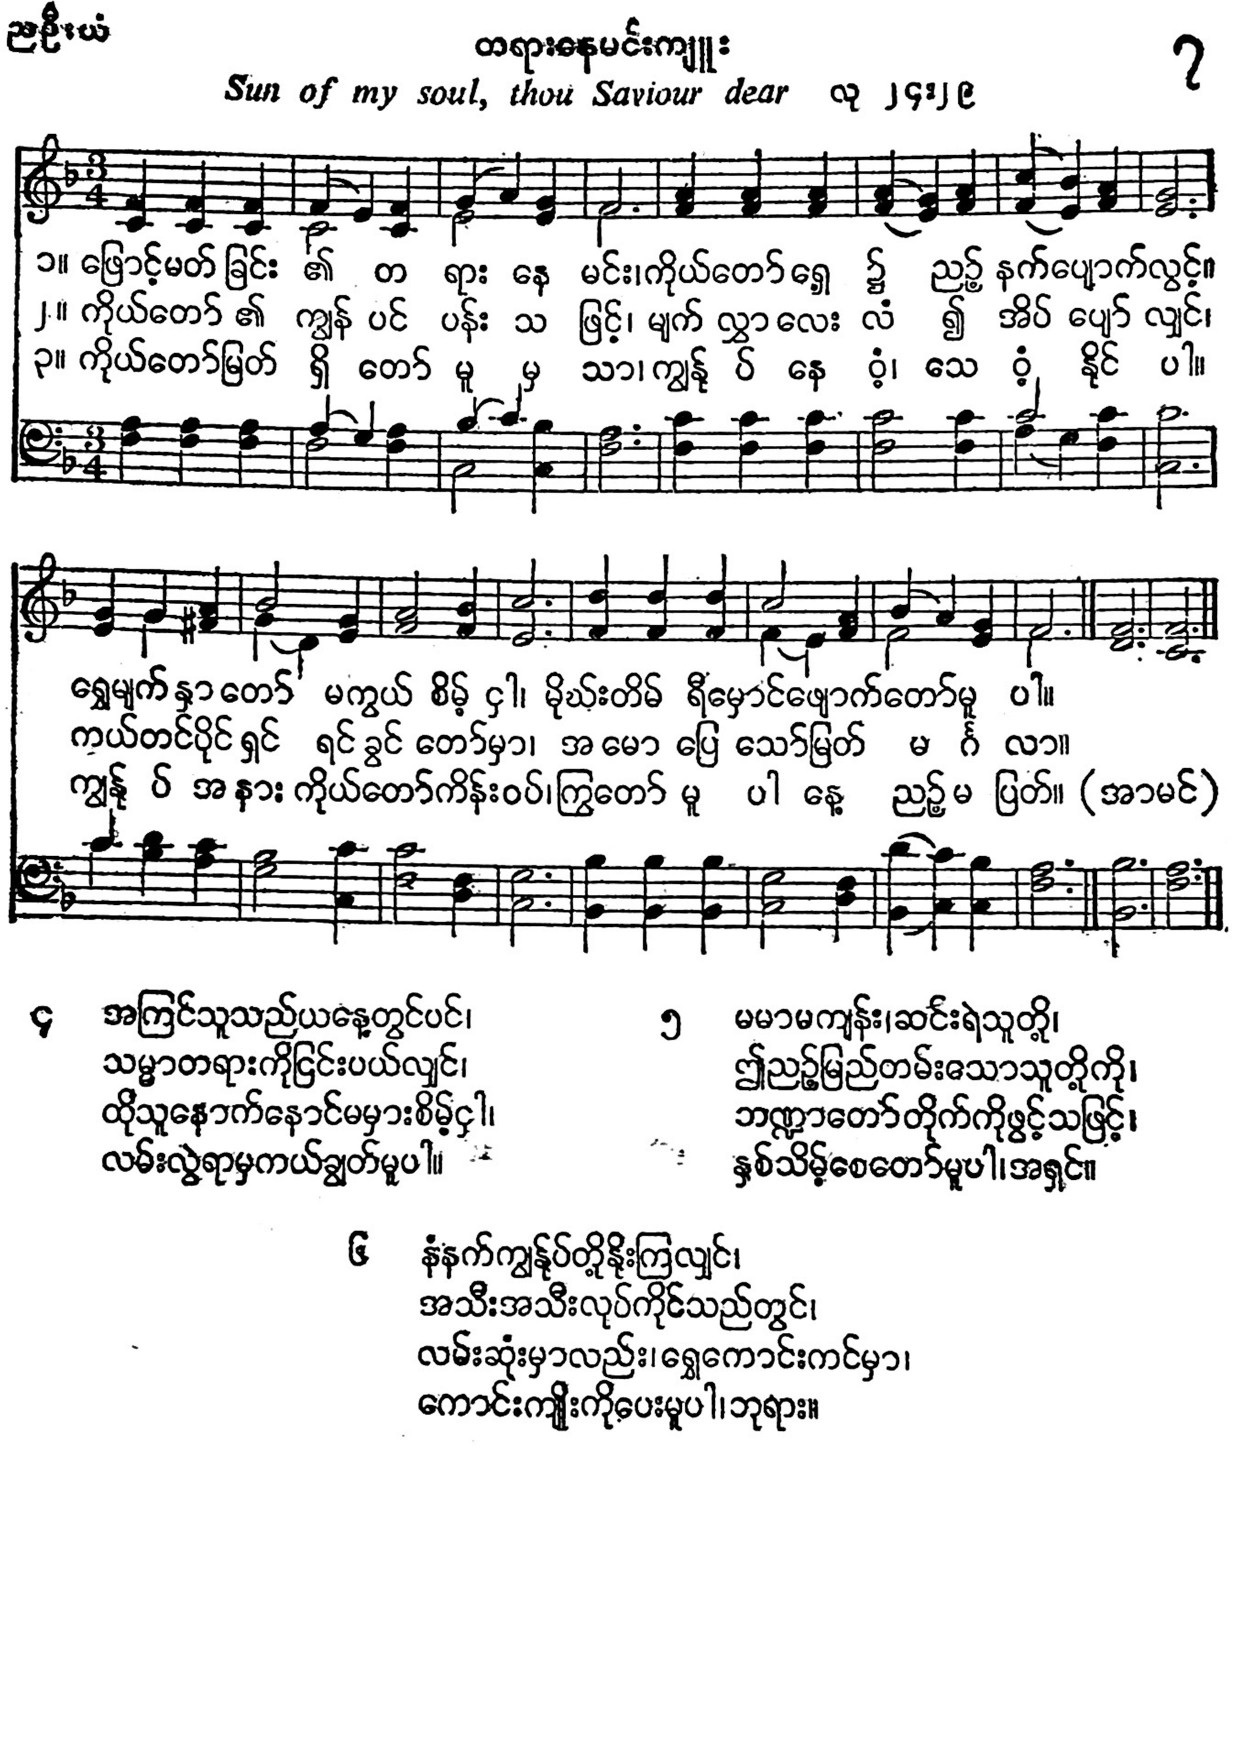 ညဦးယံ
တရားနေမင်းကျူး
၇
Sun of my soul, thou Saviour dear လု ၂၄း၂၉
၁။ ဖြောင့်မတ် ခြင်း ၏ တ ရား နေ မင်း၊ကိုယ်တော် ရှေ့ ၌ ညဉ့် နက်ပျောက်လွင့်။
၂။ ကိုယ်တော် ၏ ကျွန် ပင် ပန်း သ ဖြင့်၊ မျက် လွှာ လေး လံ ၍ အိပ် ပျော် လျှင်၊
၃။ ကိုယ်တော်မြတ် ရှိ တော် မူ မှ သာ၊ ကျွန်ု ပ် နေ ဝံ့၊ သေ ဝံ့ နိုင် ပါ။
ရွှေမျက်နှာ တော် မကွယ် စိမ့် ငှါ၊ မိုဃ်းတိမ် ရီမှောင်ဖျောက်တော်မူ ပါ။
ကယ်တင်ပိုင်ရှင် ရင် ခွင် တော်မှာ၊ အ မော ပြေ သော်မြတ် မ င်္ဂ လာ။
ကျွန်ု ပ် အ နား ကိုယ်တော်ကိန်းဝပ်၊ကြွတော် မူ ပါ နေ့ ညဉ့် မ ပြတ်။ (အာမင်)
၄ အကြင်သူသည်ယနေ့တွင်ပင်၊
သမ္မာတရားကိုငြင်းပယ်လျှင်၊
ထိုသူနောက်နောင်မမှားစိမ့်ငှါ၊
လမ်းလွဲရာမှကယ်ချွတ်မူပါ။
၅ မမာမကျန်း၊ဆင်းရဲသူတို့၊
ဤညဉ့်မြည်တမ်းသောသူတို့ကို၊
ဘဏ္ဍာတော်တိုက်ကိုဖွင့်သဖြင့်၊
နှစ်သိမ့်စေတော်မူပါ၊အရှင်။
၆ နံနက်ကျွန်ုပ်တို့နိုးကြလျှင်၊
အသီးအသီးလုပ်ကိုင်သည်တွင်၊
လမ်းဆုံးမှာလည်း၊ရွှေကောင်းကင်မှာ၊
ကောင်းကျိုးကိုပေးမူပါ၊ဘုရား။